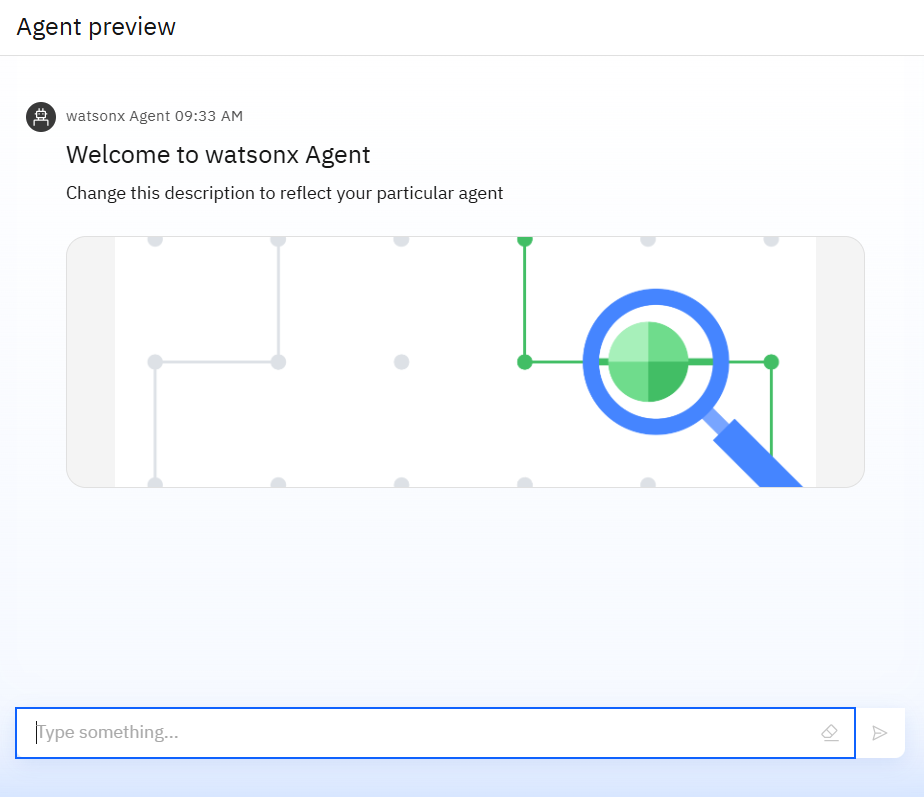 Agent preview
watsonx Agent 09:33 AM
Welcome to watsonx Agent
Change this description to reflect your particular agent
Type something...